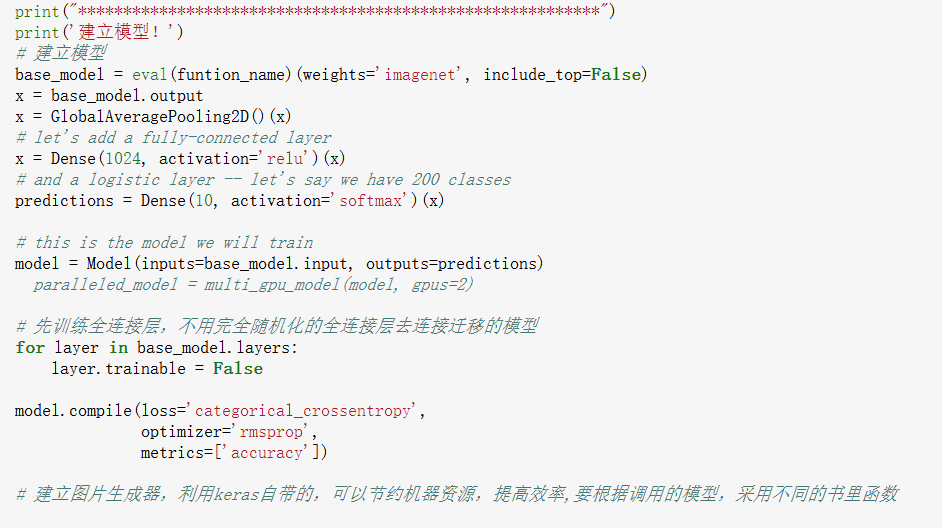 print("**********************************************************")
print('建立模型！')
# 建立模型
base_model = eval(funtion_name)(weights='imagenet', include_top=False)
x = base_model.output
x = GlobalAveragePooling2D()(x)
# let's add a fully-connected layer
x = Dense(1024, activation='relu')(x)
# and a logistic layer -- let's say we have 200 classes
predictions = Dense(10, activation='softmax')(x)
# this is the model we will train
model = Model(inputs=base_model.input, outputs=predictions)
paralleled_model = multi_gpu_model(model, gpus=2)
# 先训练全连接层，不用完全随机化的全连接层去连接迁移的模型
for layer in base_model.layers:
layer.trainable = False
model.compile(loss='categorical_crossentropy',
optimizer='rmsprop',
metrics=['accuracy'])
# 建立图片生成器，利用keras自带的，可以节约机器资源，提高效率,要根据调用的模型，采用不同的书里函数